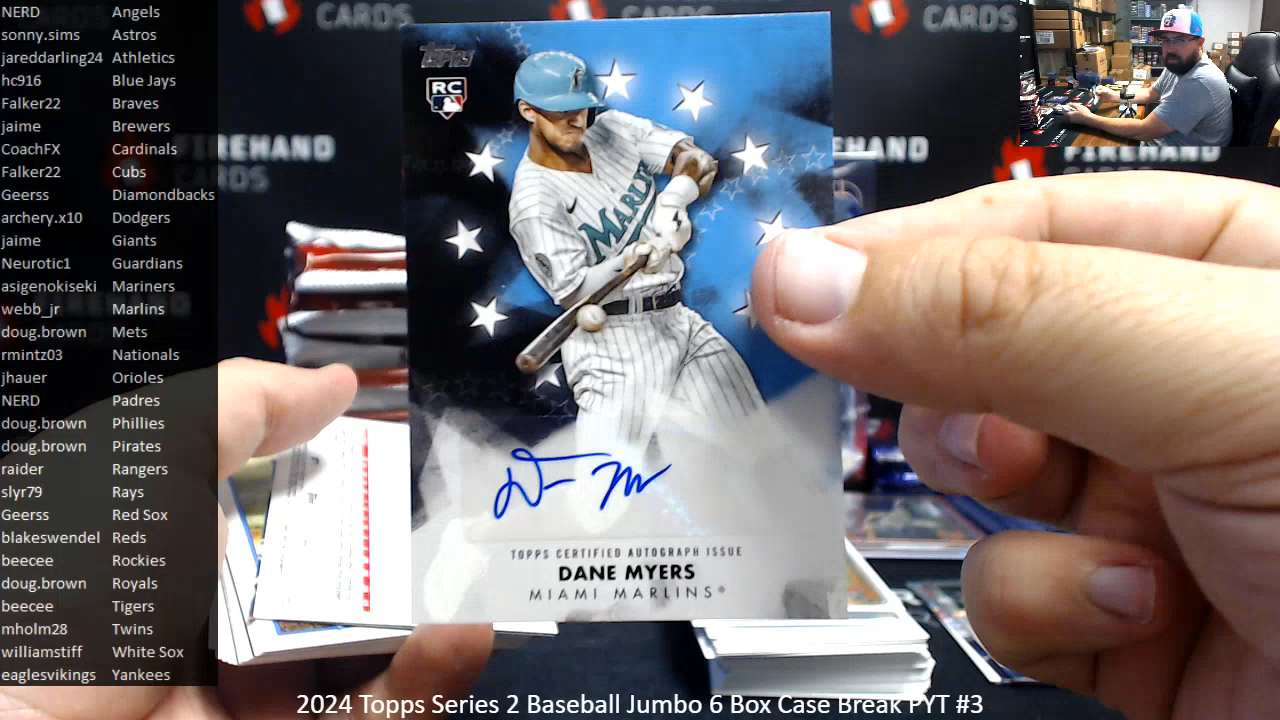 NERD Angels
sonny.sims Astros
jareddarling24 Athletics
hc916 Blue Jays
Falker22 Braves
jaime Brewers
CoachFX Cardinals
Falker22 Cubs
Geerss Diamondbacks
archery.x10 Dodgers
jaime Giants
Neurotic1 Guardians
asigenokiseki Mariners
webb_jr Marlins
doug.brown Mets
rmintz03 Nationals
jhauer Orioles
NERD Padres
doug.brown Phillies
doug.brown Pirates
raider Rangers
slyr79 Rays
Geerss Red Sox
blakeswendel Reds
beecee Rockies
doug.brown Royals
beecee Tigers
mholm28 Twins
williamstiff White Sox
eaglesvikings Yankees
CARDS
CARDS
FIREHAND
CARDS
FIREHAND
CARDS
Topps
RC
MARLI
TOPPS CERTIFIED AUTOGRAPH ISSUE
DANE MYERS
MIAMI MARLINS®
2024 Topps Series 2 Baseball Jumbo 6 Box Case Break PYT #3